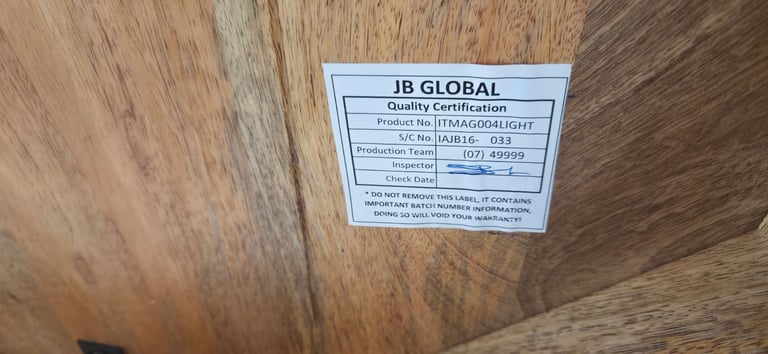 JB GLOBAL
Quality Certification
Product No. ITMAG004LIGHT
S/C No. IAJB16- 033
Production Team (07) 49999
Inspector
Check Date
* DO NOT REMOVE THIS LABEL, IT CONTAINS
IMPORTANT BATCH NUMBER INFORMATION,
DOING SO WILL VOID YOUR WARRANTY!